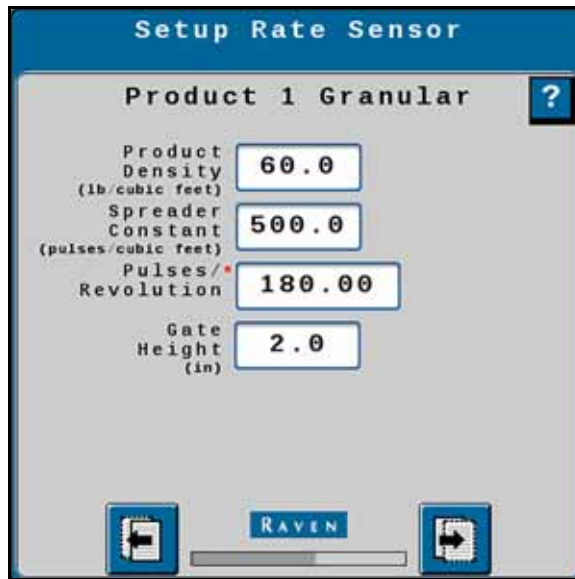 Setup Rate Sensor
Product 1 Granular
?
Product
Density
(lb/cubic feet)
60.0
Spreader
Constant
(pulses/cubic feet)
500.0
Pulses/*
Revolution
180.00
Gate
Height
(in)
2.0
RAVEN